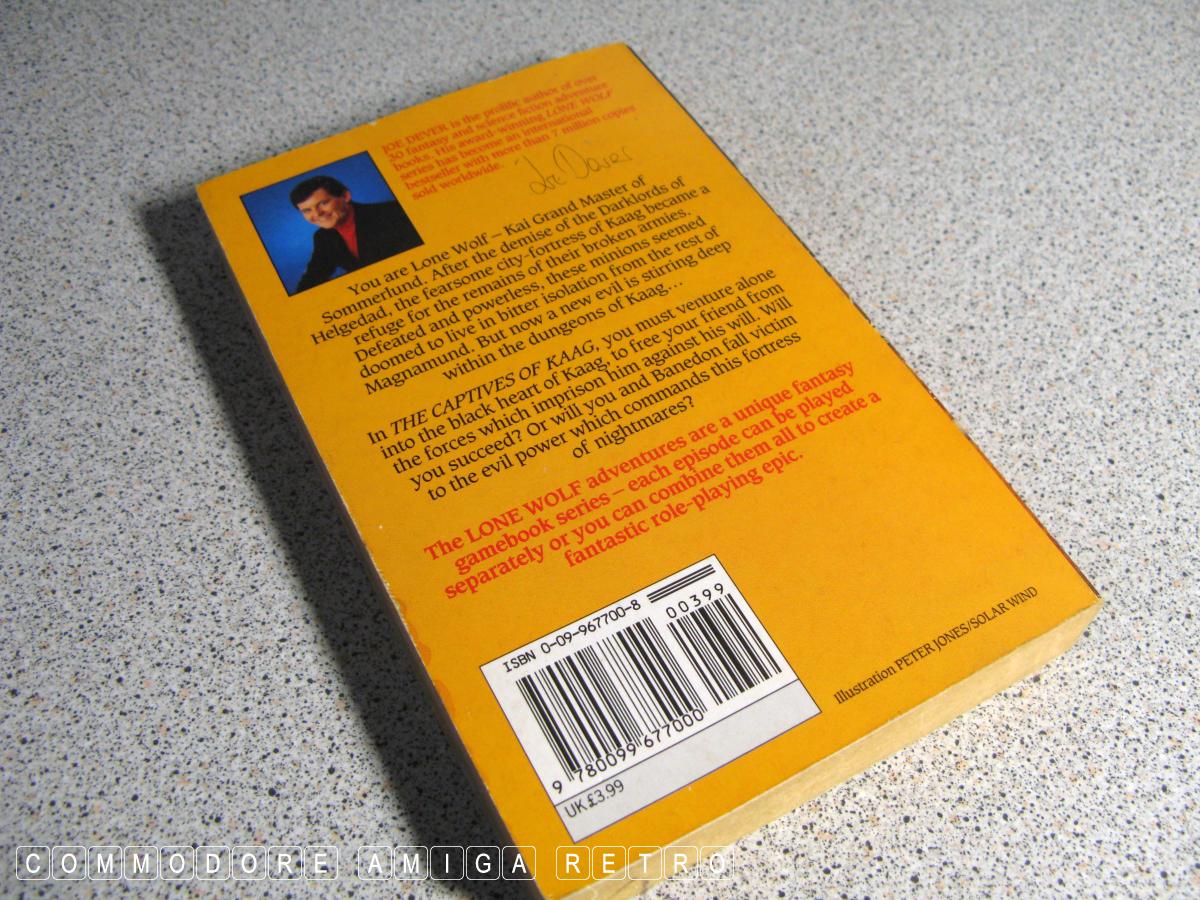 JOE DEVER is the prolific author of over
30 fantasy and science fiction adventure
books. His award-winning LONE WOLF
series has become an international
bestseller with more than 7 million copies
sold worldwide.
Joe Dever
You are Lone Wolf – Kai Grand Master of
Sommerlund. After the demise of the Darklords of
Helgedad, the fearsome city-fortress of Kaag became a
refuge for the remains of their broken armies.
Defeated and powerless, these minions seemed
doomed to live in bitter isolation from the rest of
Magnamund. But now a new evil is stirring deep
within the dungeons of Kaag...
In THE CAPTIVES OF KAAG, you must venture alone
into the black heart of Kaag, to free your friend from
the forces which imprison him against his will. Will
you succeed? Or will you and Banedon fall victim
to the evil power which commands this fortress
of nightmares?
The LONE WOLF adventures are a unique fantasy
gamebook series – each episode can be played
separately or you can combine them all to create a
fantastic role-playing epic.
ISBN 0-09-967700-8
00399
9 780099 677000
UK £3.99
Illustration PETER JONES/SOLAR WIND
COMMODORE AMIGA RETRO